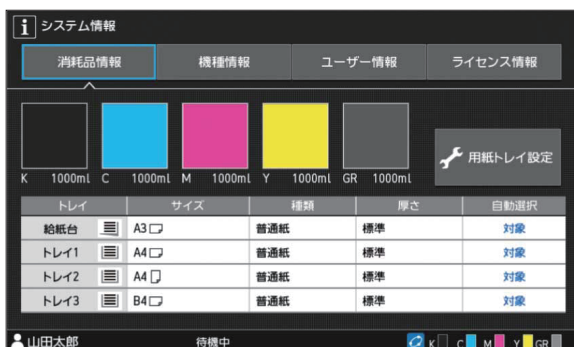 i システム情報
消耗品情報 機種情報 ユーザー情報 ライセンス情報
K 1000ml C 1000ml M 1000ml Y 1000ml GR 1000ml
用紙トレイ設定
トレイ サイズ 種類 厚さ 自動選択
給紙台 A3 普通紙 標準 対象
トレイ1 A4 普通紙 標準 対象
トレイ2 A4 普通紙 標準 対象
トレイ3 B4 普通紙 標準 対象
山田太郎 待機中 K C M Y GR